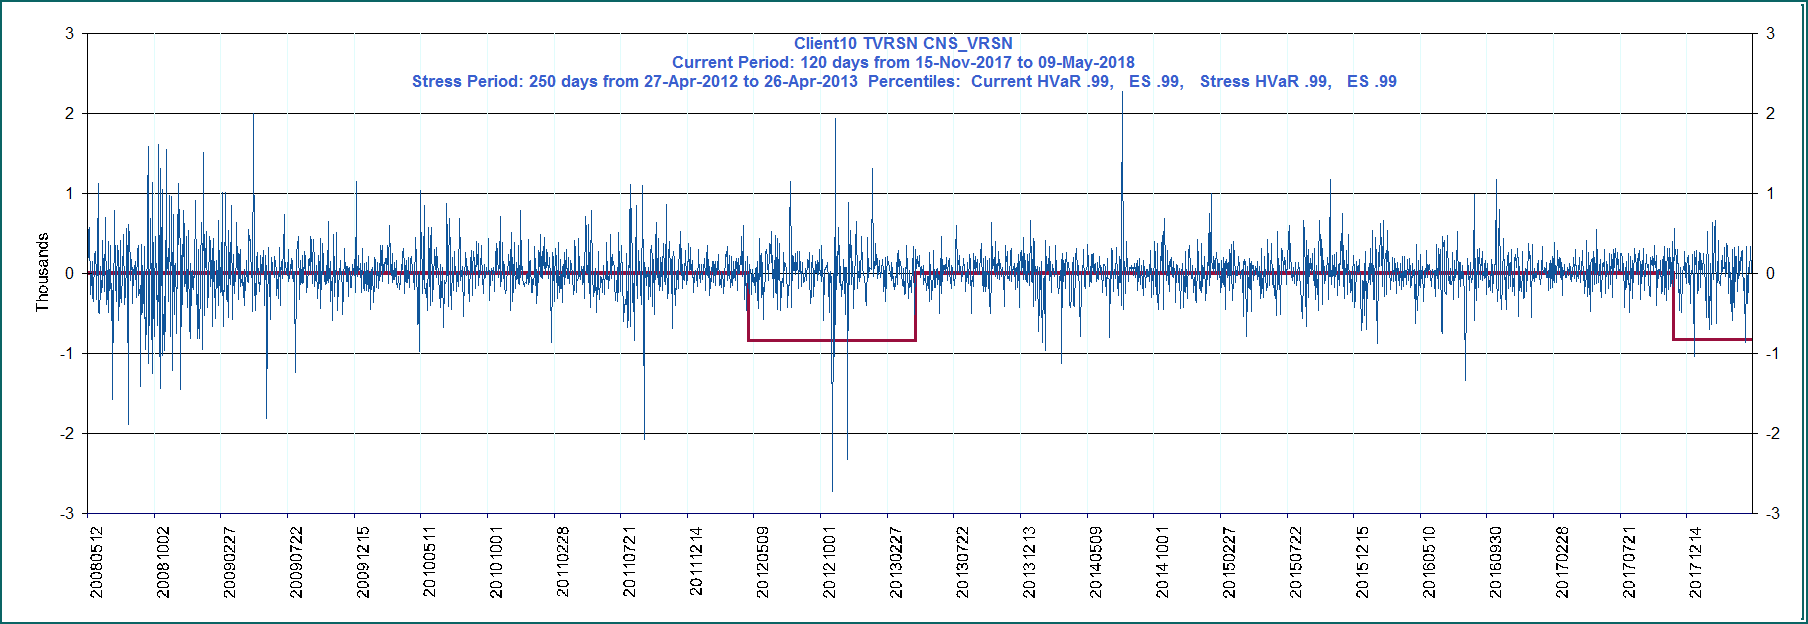 Client10 TVRSN CNS_VRSN
Current Period: 120 days from 15-Nov-2017 to 09-May-2018
Stress Period: 250 days from 27-Apr-2012 to 26-Apr-2013  Percentiles:  Current HVaR .99,   ES .99,   Stress HVaR .99,   ES .99
3 3
2 2
1 1
0 0
-1 -1
-2 -2
-3 -3
Thousands
20080512 20081002 20090227 20090722 20091215 20100511 20101001 20110228 20110721 20111214 20120509 20121001 20130227 20130722 20131213 20140509 20141001 20150227 20150722 20151215 20160510 20160930 20170228 20170721 20171214